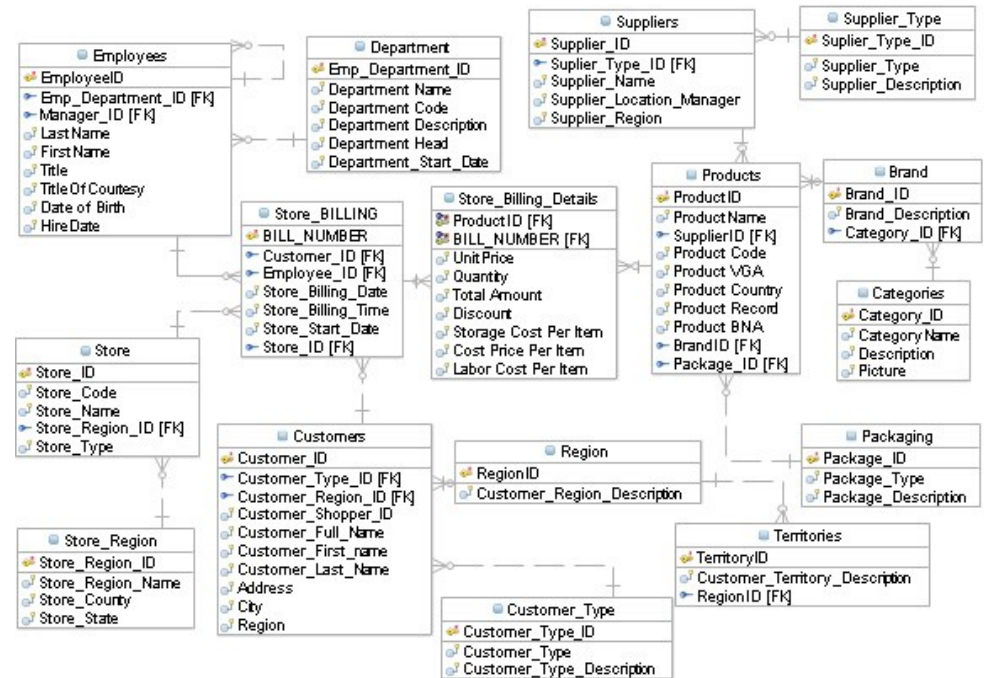 Employees
EmployeeID
Emp_Department_ID [FK]
Manager_ID [FK]
LastName
FirstName
Title
TitleOfCourtesy
Date of Birth
HireDate
Department
Emp_Department_ID
Department Name
Department Code
Department Description
Department Head
Department_Start_Date
Suppliers
Supplier_ID
Suplier_Type_ID [FK]
Supplier_Name
Supplier_Location_Manager
Supplier_Region
Supplier_Type
Suplier_Type_ID
Supplier_Type
Supplier_Description
Store_BILLING
BILL_NUMBER
Customer_ID [FK]
Employee_ID [FK]
Store_Billing_Date
Store_Billing_Time
Store_Start_Date
Store_ID [FK]
Store_Billing_Details
ProductID [FK]
BILL_NUMBER [FK]
UnitPrice
Quantity
Total Amount
Discount
Storage Cost Per Item
Cost Price Per Item
Labor Cost Per Item
Products
ProductID
ProductName
SupplierID [FK]
Product Code
Product VGA
Product Country
Product Record
Product BNA
BrandID [FK]
Package_ID [FK]
Brand
Brand_ID
Brand_Description
Category_ID [FK]
Categories
Category_ID
CategoryName
Description
Picture
Store
Store_ID
Store_Code
Store_Name
Store_Region_ID [FK]
Store_Type
Customers
Customer_ID
Customer_Type_ID [FK]
Customer_Region_ID [FK]
Customer_Shopper_ID
Customer_Full_Name
Customer_First_name
Customer_Last_Name
Address
City
Region
Region
RegionID
Customer_Region_Description
Packaging
Package_ID
Package_Type
Package_Description
Store_Region
Store_Region_ID
Store_Region_Name
Store_County
Store_State
Territories
TerritoryID
Customer_Territory_Description
RegionID [FK]
Customer_Type
Customer_Type_ID
Customer_Type
Customer_Type_Description